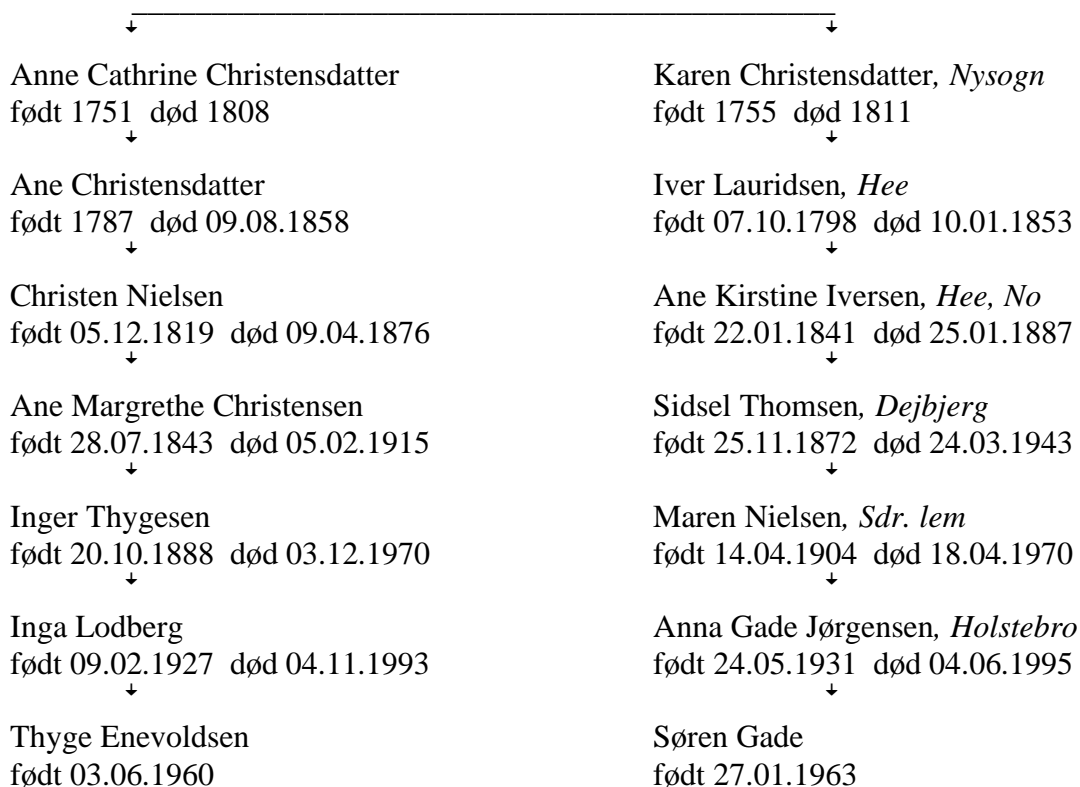 Anne Cathrine Christensdatter
født 1751 død 1808
Ane Christensdatter
født 1787 død 09.08.1858
Christen Nielsen
født 05.12.1819 død 09.04.1876
Ane Margrethe Christensen
født 28.07.1843 død 05.02.1915
Inger Thygesen
født 20.10.1888 død 03.12.1970
Inga Lodberg
født 09.02.1927 død 04.11.1993
Thyge Enevoldsen
født 03.06.1960
Karen Christensdatter, Nysogn
født 1755 død 1811
Iver Lauridsen, Hee
født 07.10.1798 død 10.01.1853
Ane Kirstine Iversen, Hee, No
født 22.01.1841 død 25.01.1887
Sidsel Thomsen, Dejbjerg
født 25.11.1872 død 24.03.1943
Maren Nielsen, Sdr. lem
født 14.04.1904 død 18.04.1970
Anna Gade Jørgensen, Holstebro
født 24.05.1931 død 04.06.1995
Søren Gade
født 27.01.1963